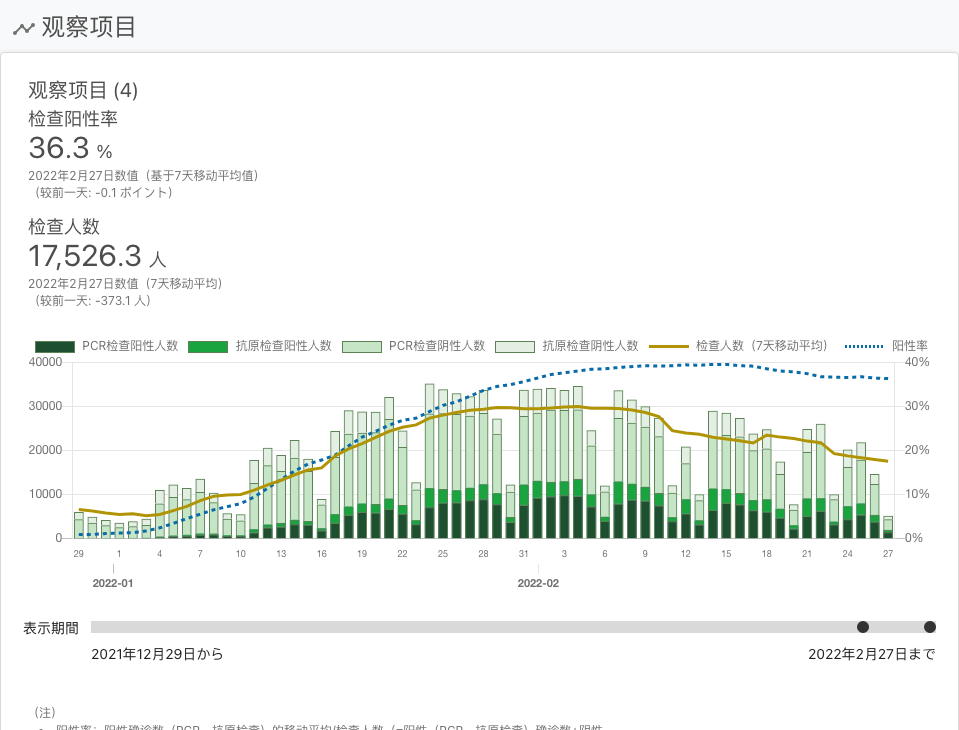 观察项目
观察项目 (4)
检查阳性率
36.3 %
2022年2月27日数值（基于7天移动平均值）
（较前一天: -0.1 ポイント）
检查人数
17,526.3 人
2022年2月27日数值（7天移动平均）
（较前一天: -373.1 人）
PCR检查阳性人数 抗原检查阳性人数 PCR检查阴性人数 抗原检查阴性人数 检查人数（7天移动平均） 阳性率
40000 40%
30000 30%
20000 20%
10000 10%
0 0%
29 1 4 7 10 13 16 19 22 25 28 31 3 6 9 12 15 18 21 24 27
2022-01 2022-02
表示期間
2021年12月29日から 2022年2月27日まで
（注）